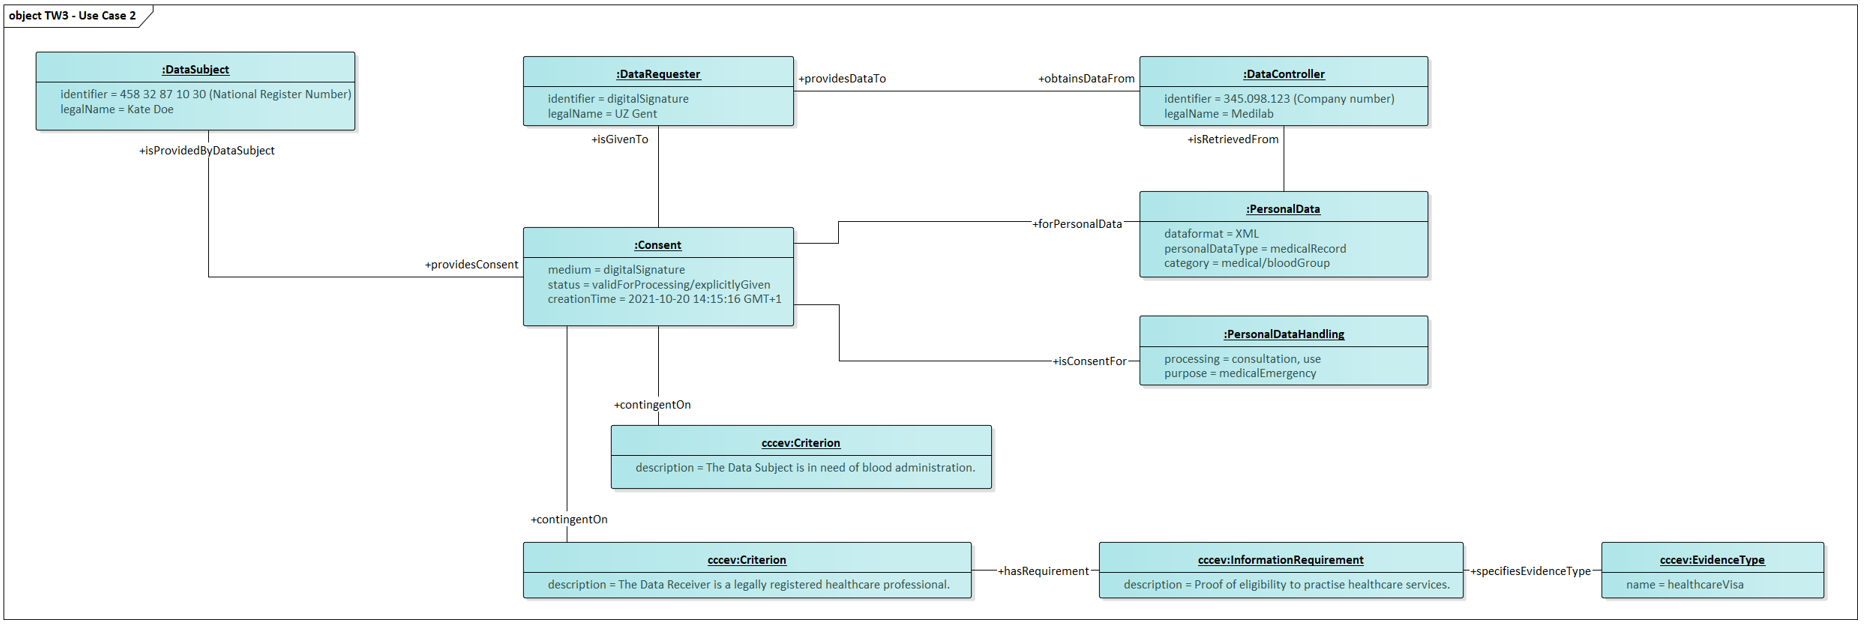 object TW3 - Use Case 2
:DataSubject
identifier = 458 32 87 10 30 (National Register Number)
legalName = Kate Doe
+isProvidedByDataSubject
:DataRequester
identifier = digitalSignature
legalName = UZ Gent
+providesDataTo
+obtainsDataFrom
:DataController
identifier = 345.098.123 (Company number)
legalName = Medilab
+isGivenTo
+isRetrievedFrom
:PersonalData
dataformat = XML
personalDataType = medicalRecord
category = medical/bloodGroup
+forPersonalData
:Consent
medium = digitalSignature
status = validForProcessing/explicitlyGiven
creationTime = 2021-10-20 14:15:16 GMT+1
+providesConsent
:PersonalDataHandling
processing = consultation, use
purpose = medicalEmergency
+isConsentFor
+contingentOn
cccev:Criterion
description = The Data Subject is in need of blood administration.
+contingentOn
cccev:Criterion
description = The Data Receiver is a legally registered healthcare professional.
+hasRequirement
cccev:InformationRequirement
description = Proof of eligibility to practise healthcare services.
+specifiesEvidenceType
cccev:EvidenceType
name = healthcareVisa